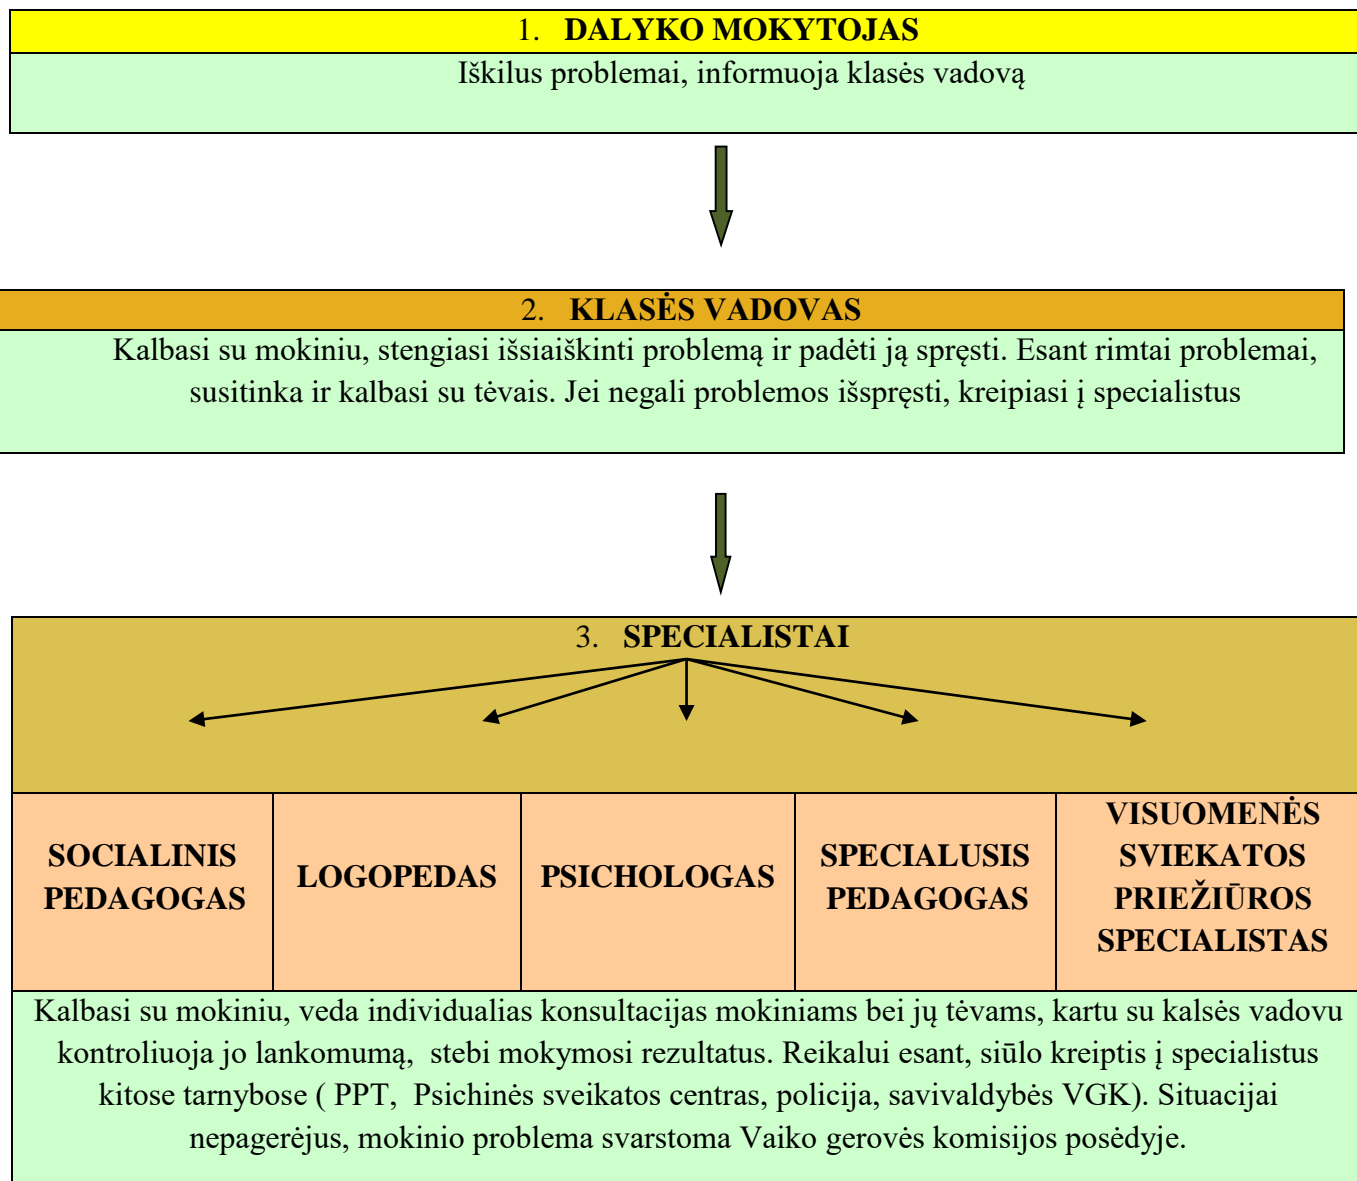 1. DALYKO MOKYTOJAS
Iškilus problemai, informuoja klasės vadovą
2. KLASĖS VADOVAS
Kalbasi su mokiniu, stengiasi išsiaiškinti problemą ir padėti ją spręsti. Esant rimtai problemai,
susitinka ir kalbasi su tėvais. Jei negali problemos išspręsti, kreipiasi į specialistus
3. SPECIALISTAI
SOCIALINIS
PEDAGOGAS
LOGOPEDAS
PSICHOLOGAS
SPECIALUSIS
PEDAGOGAS
VISUOMENĖS
SVIEKATOS
PRIEŽIŪROS
SPECIALISTAS
Kalbasi su mokiniu, veda individualias konsultacijas mokiniams bei jų tėvams, kartu su kalsės vadovu
kontroliuoja jo lankomumą, stebi mokymosi rezultatus. Reikalui esant, siūlo kreiptis į specialistus
kitose tarnybose ( PPT, Psichinės sveikatos centras, policija, savivaldybės VGK). Situacijai
nepagerėjus, mokinio problema svarstoma Vaiko gerovės komisijos posėdyje.